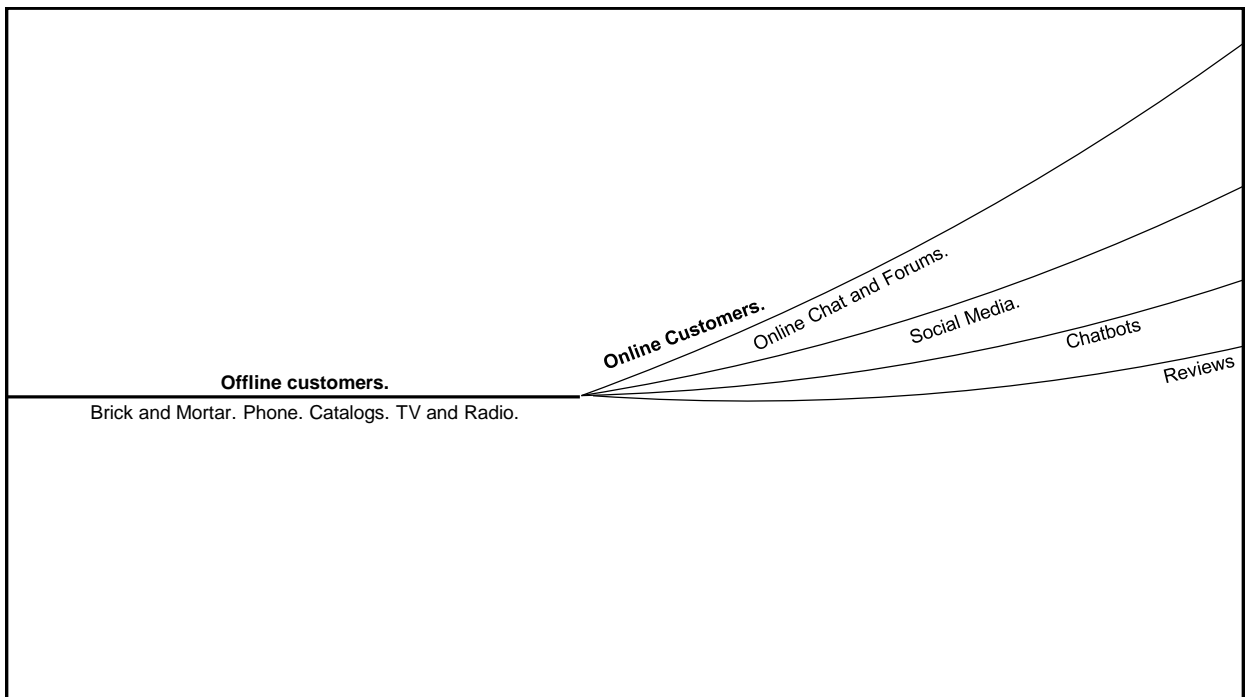 Offline customers.
Brick and Mortar. Phone. Catalogs. TV and Radio.
Online Customers.
Online Chat and Forums.
Social Media.
Chatbots
Reviews